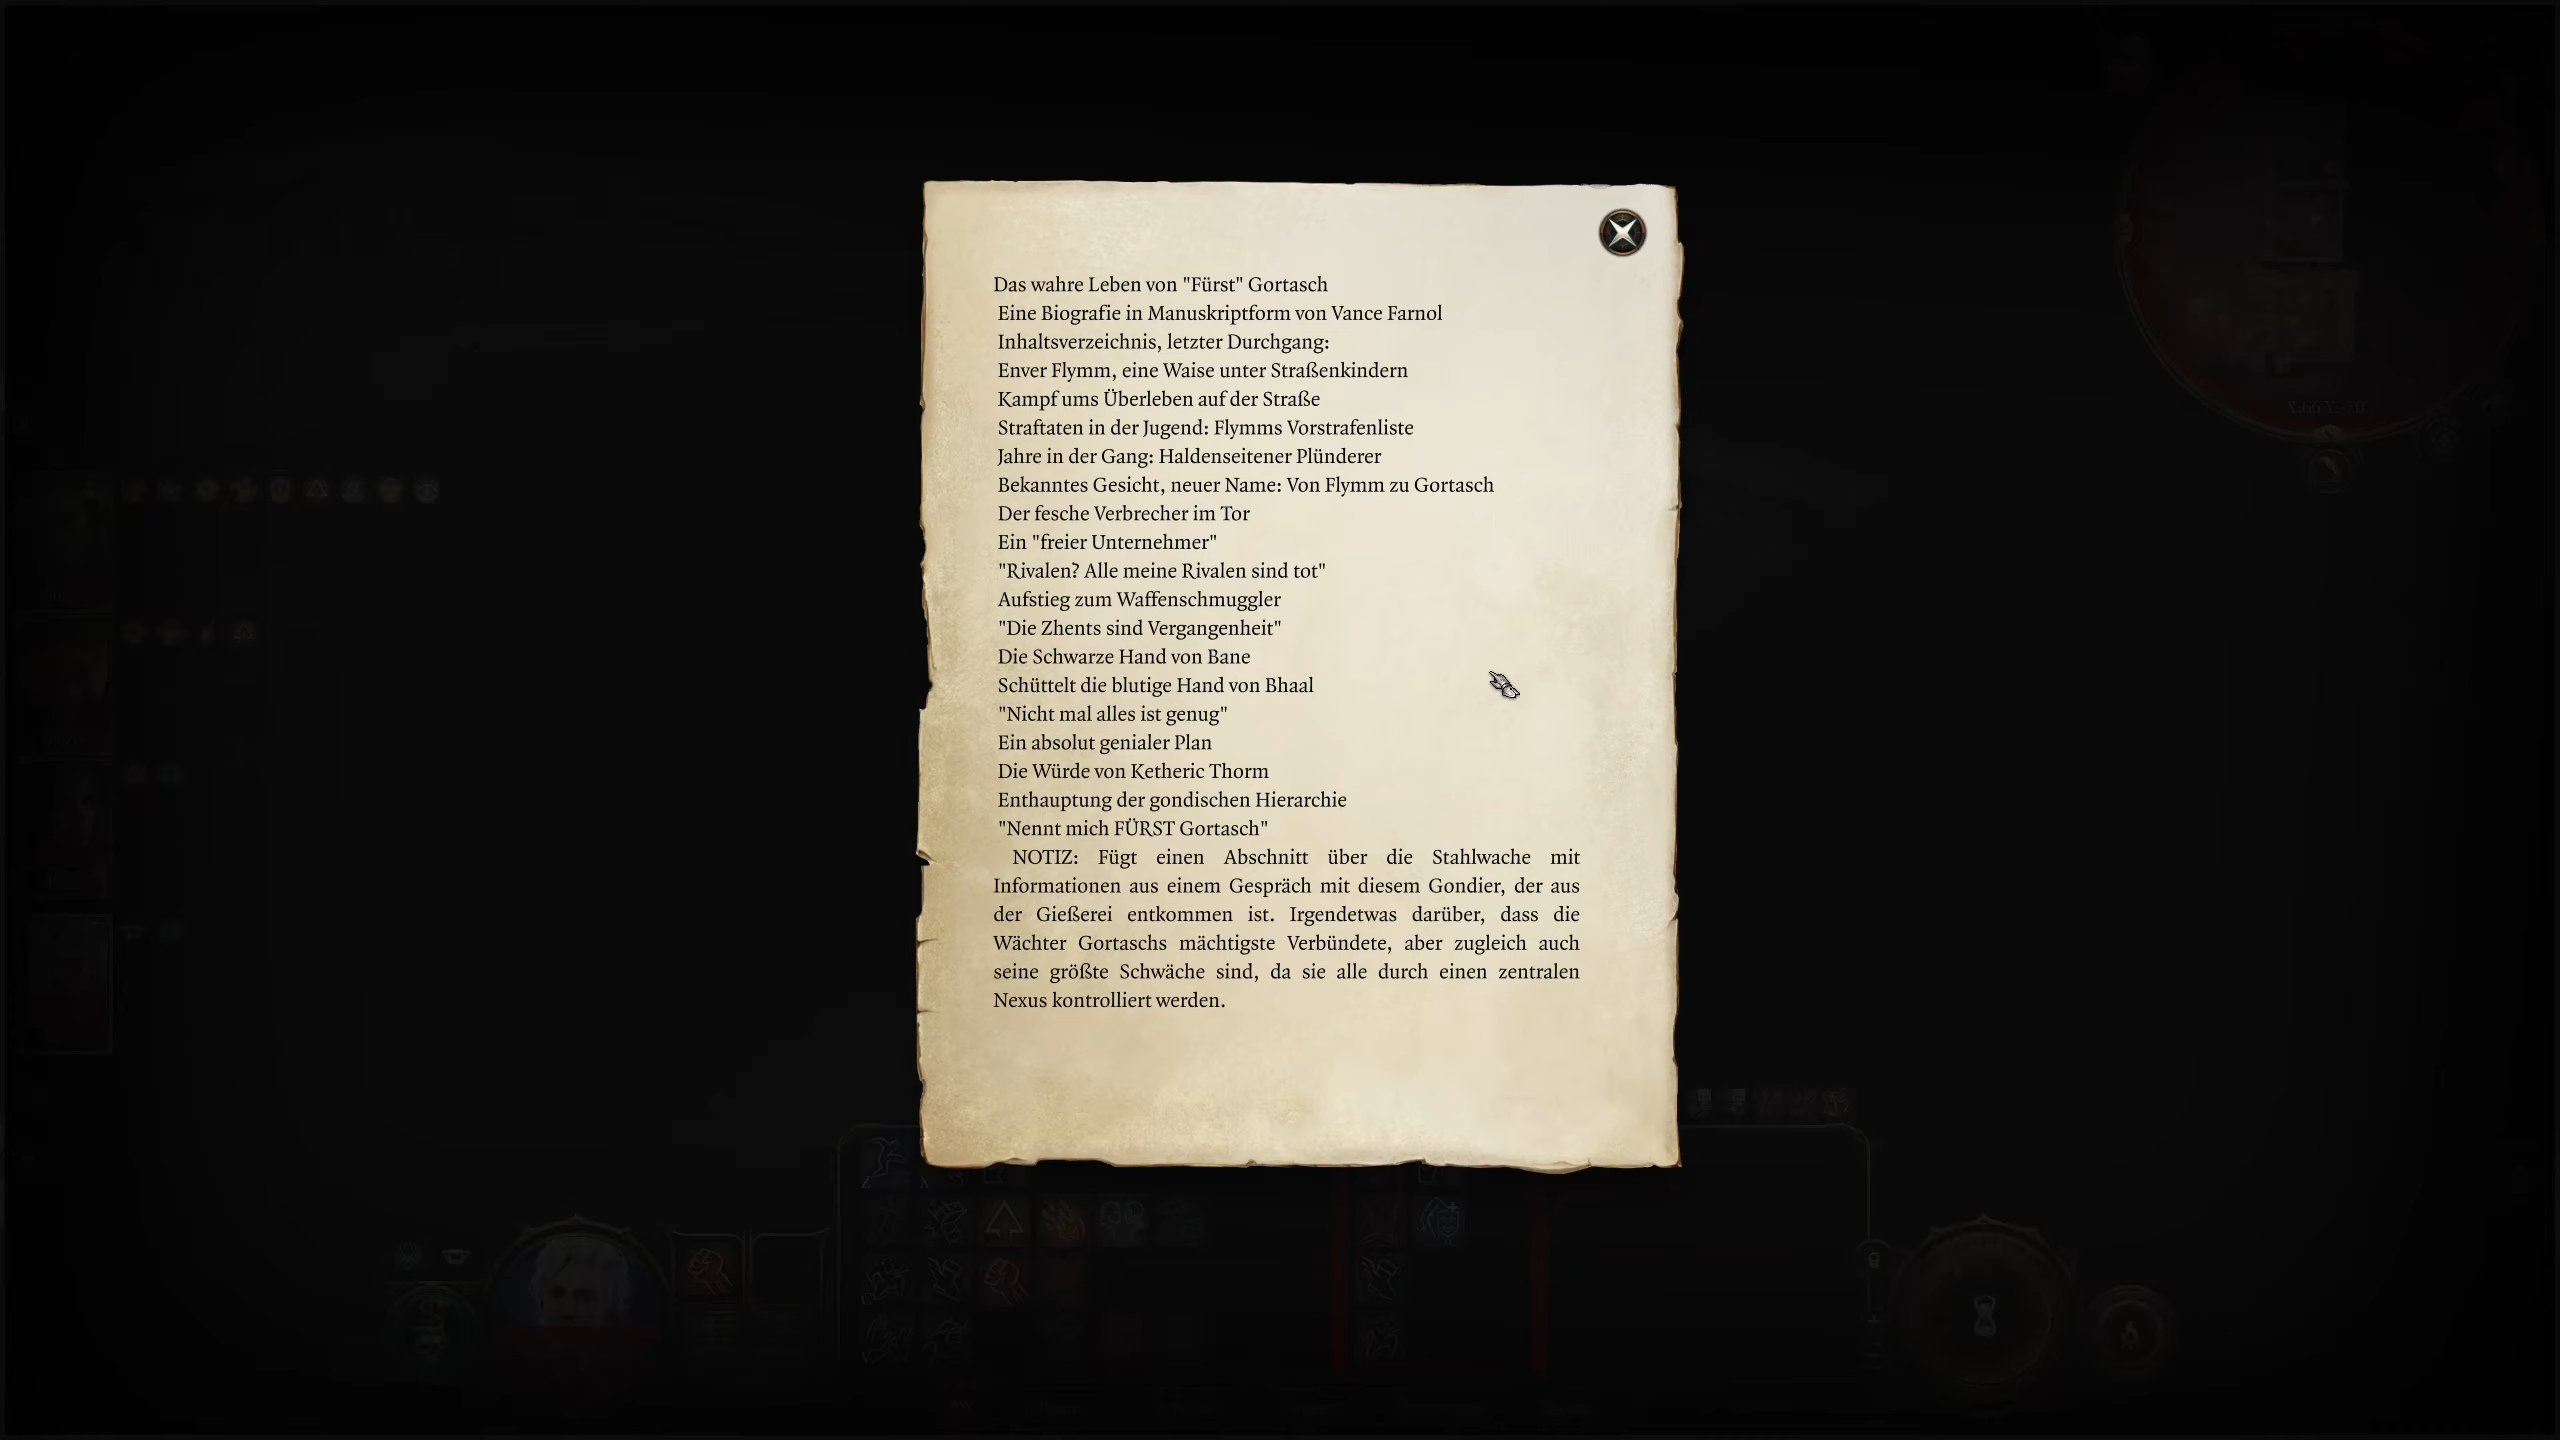 Das wahre Leben von "Fürst" Gortasch
Eine Biografie in Manuskriptform von Vance Farnol
Inhaltsverzeichnis, letzter Durchgang:
Enver Flymm, eine Waise unter Straßenkindern
Kampf ums Überleben auf der Straße
Straftaten in der Jugend: Flymms Vorstrafenliste
Jahre in der Gang: Haldenseitener Plünderer
Bekanntes Gesicht, neuer Name: Von Flymm zu Gortasch
Der fesche Verbrecher im Tor
Ein "freier Unternehmer"
"Rivalen? Alle meine Rivalen sind tot"
Aufstieg zum Waffenschmuggler
"Die Zhents sind Vergangenheit"
Die Schwarze Hand von Bane
Schüttelt die blutige Hand von Bhaal
"Nicht mal alles ist genug"
Ein absolut genialer Plan
Die Würde von Ketheric Thorm
Enthauptung der gondischen Hierarchie
"Nennt mich FÜRST Gortasch"
NOTIZ: Fügt einen Abschnitt über die Stahlwache mit
Informationen aus einem Gespräch mit diesem Gondier, der aus
der Gießerei entkommen ist. Irgendetwas darüber, dass die
Wächter Gortaschs mächtigste Verbündete, aber zugleich auch
seine größte Schwäche sind, da sie alle durch einen zentralen
Nexus kontrolliert werden.